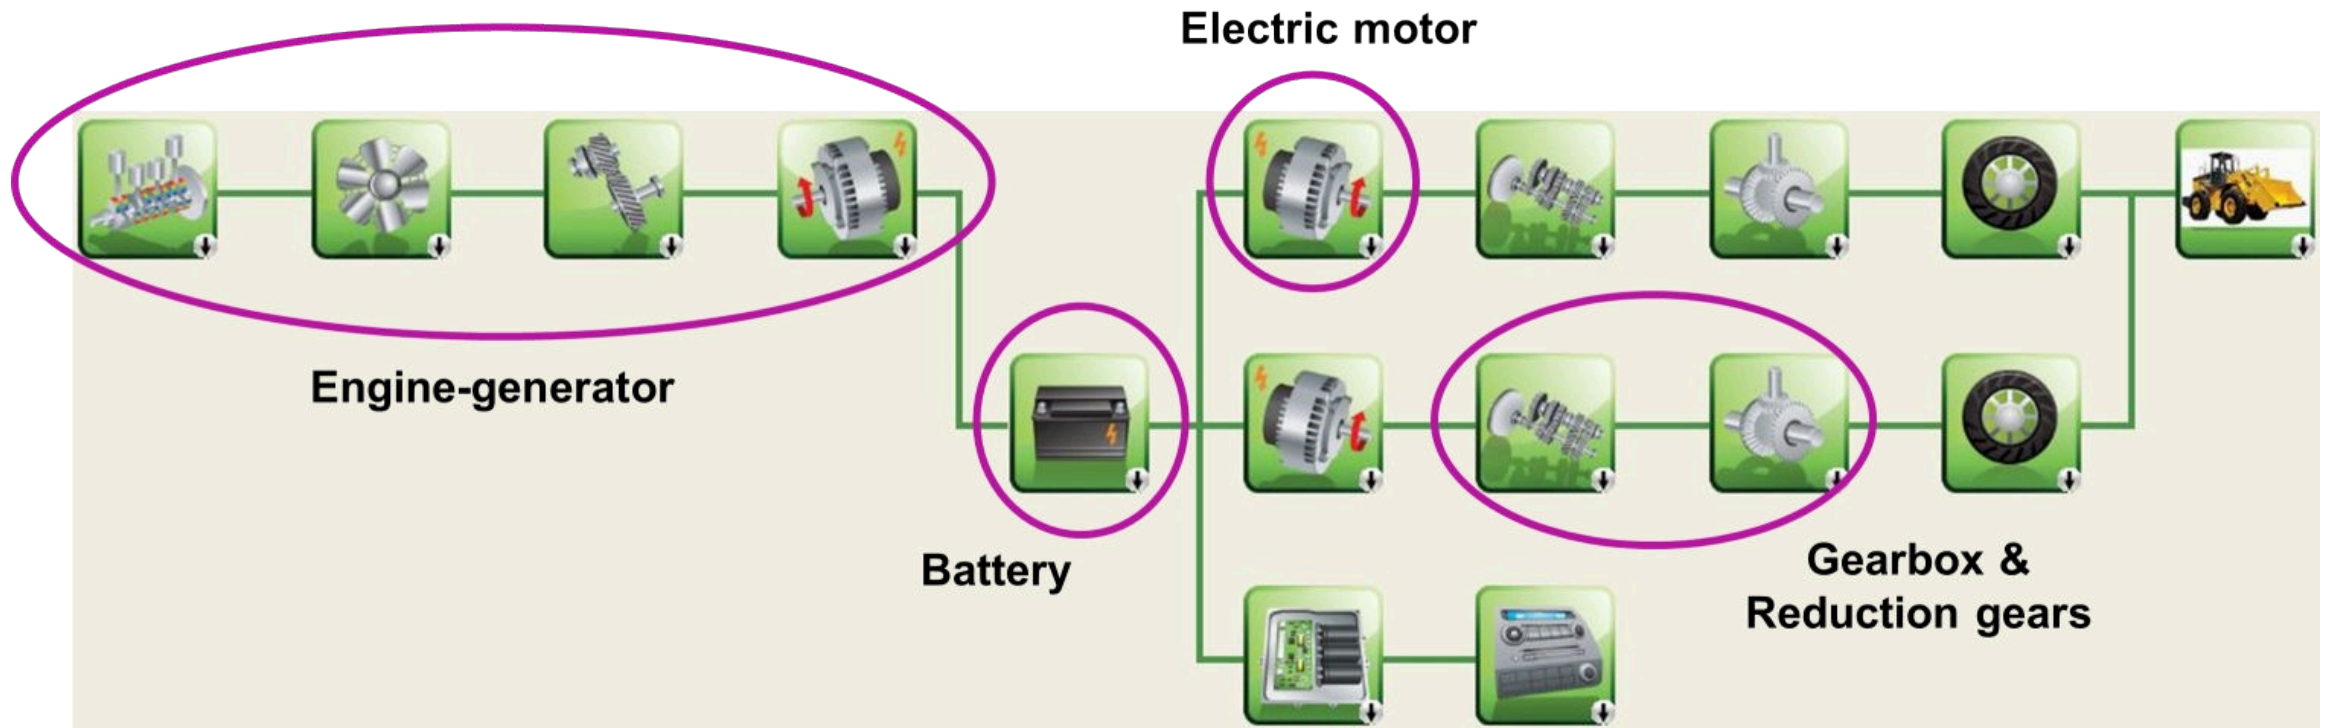 Electric motor
Engine-generator
Battery
Gearbox &
Reduction gears